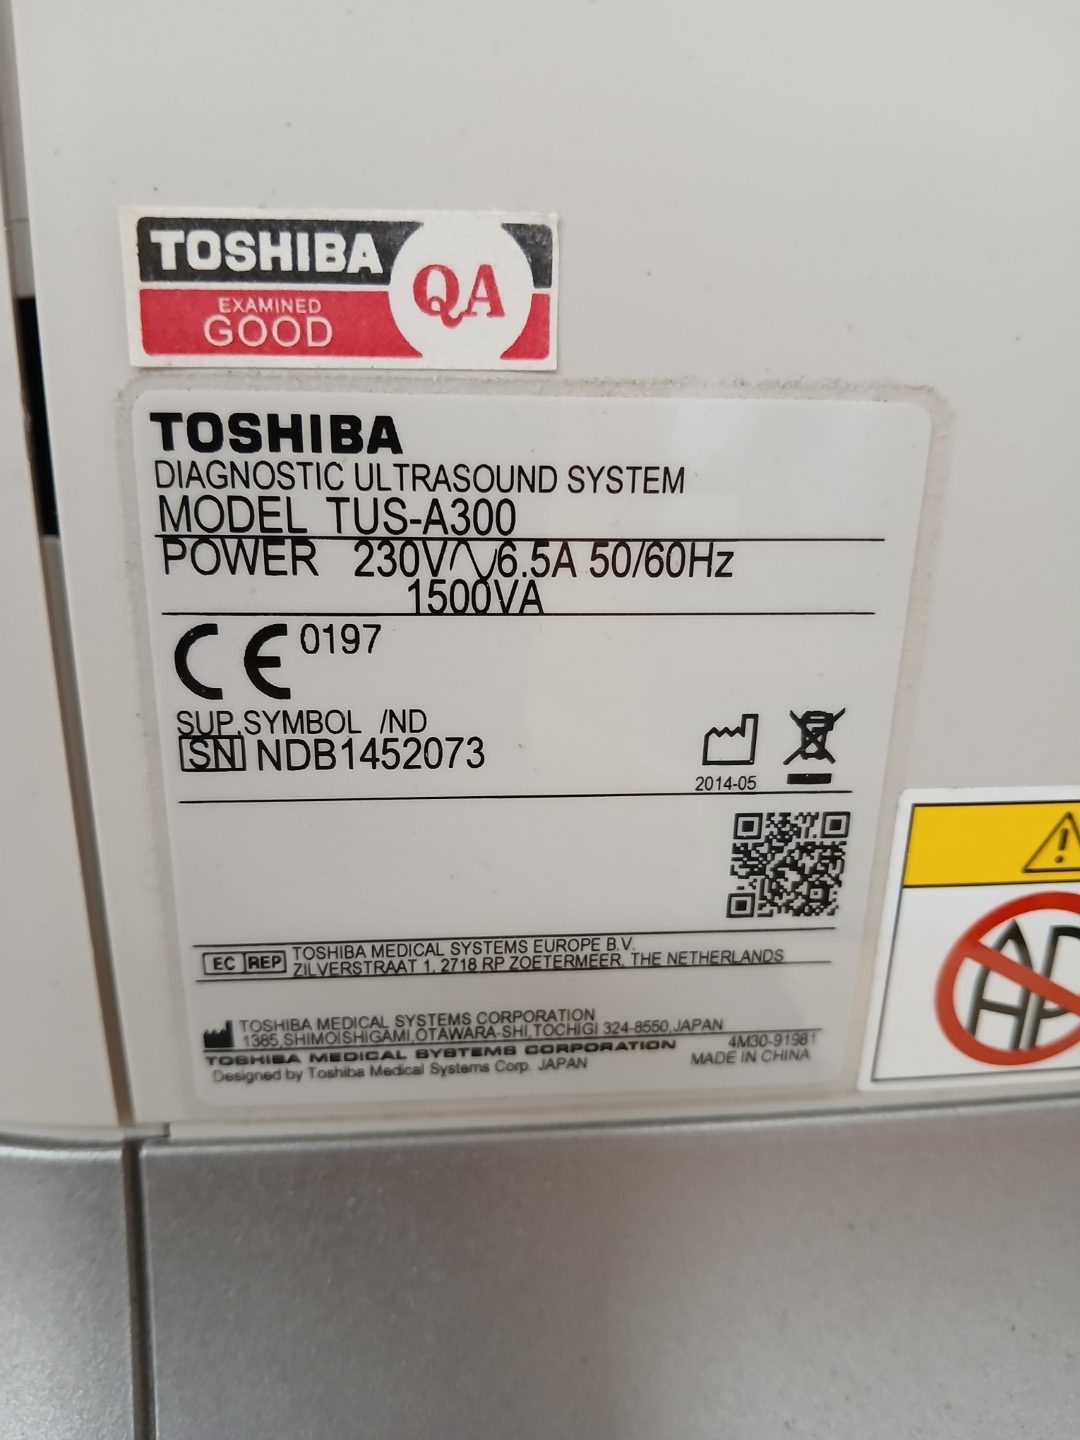 TOSHIBA
QA
EXAMINED
GOOD
TOSHIBA
DIAGNOSTIC ULTRASOUND SYSTEM
MODEL TUS-A300
POWER 230V 6.5A 50/60Hz
1500VA
CE 0197
SUP.SYMBOL /ND
SN NDB1452073
2014-05
EC REP TOSHIBA MEDICAL SYSTEMS EUROPE B.V.
ZILVERSTRAAT 1, 2718 RP ZOETERMEER, THE NETHERLANDS
TOSHIBA MEDICAL SYSTEMS CORPORATION
1385,SHIMOISHIGAMI,OTAWARA-SHI,TOCHIGI 324-8550,JAPAN
TOSHIBA MEDICAL SYSTEMS CORPORATION
Designed by Toshiba Medical Systems Corp. JAPAN
4M30-91981
MADE IN CHINA